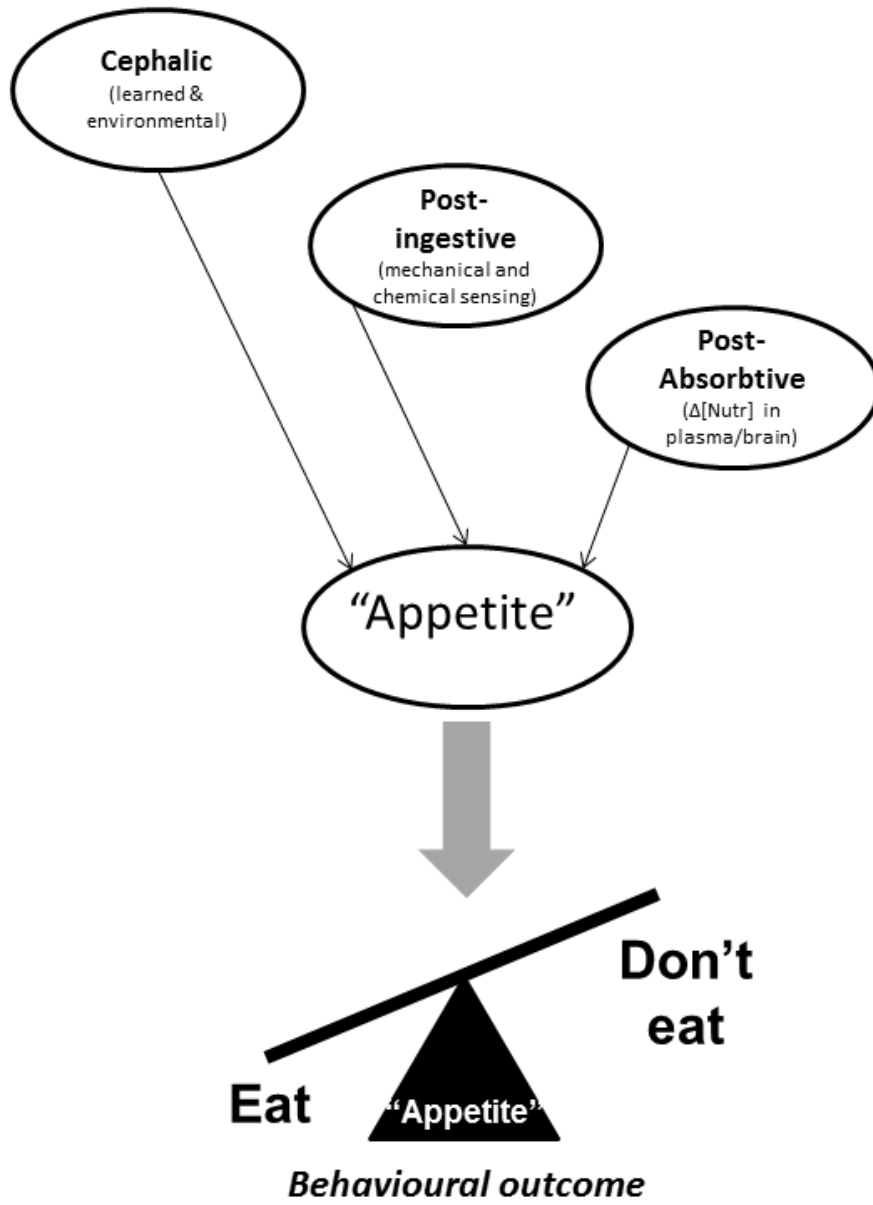 Cephalic
(learned &
environmental)
Post-
ingestive
(mechanical and
chemical sensing)
Post-
Absorbtive
(Δ[Nutr] in
plasma/brain)
“Appetite”
Don’t
eat
Eat
“Appetite”
Behavioural outcome